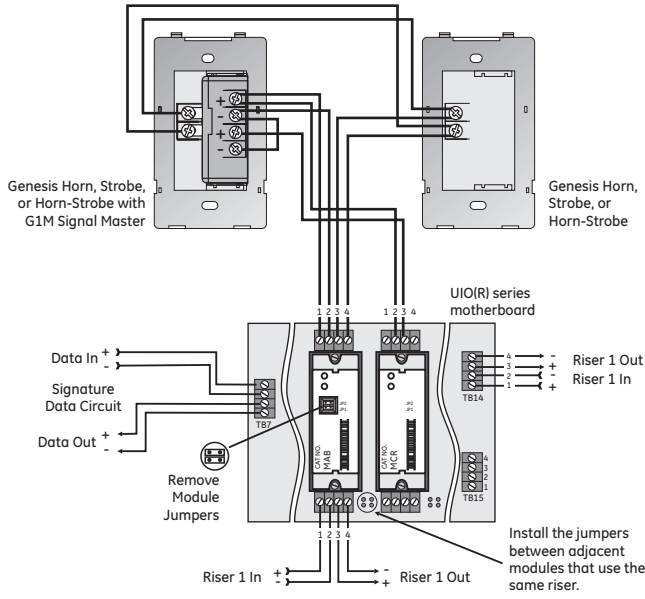 +
-
+
-
Genesis Horn, Strobe,
or Horn-Strobe with
G1M Signal Master
Genesis Horn,
Strobe, or
Horn-Strobe
UIO(R) series
motherboard
1 2 3 4
1 2 3 4
Data In + -
Signature
Data Circuit
Data Out + -
TB7
JP2
JP1
CAT NO.
MAB
JP2
JP1
CAT NO.
MCR
4 - Riser 1 Out
3 +
2 - Riser 1 In
1 +
TB14
4
3
2
1
TB15
Remove
Module
Jumpers
1 2 3 4
Riser 1 In + -
- + Riser 1 Out
Install the jumpers
between adjacent
modules that use the
same riser.